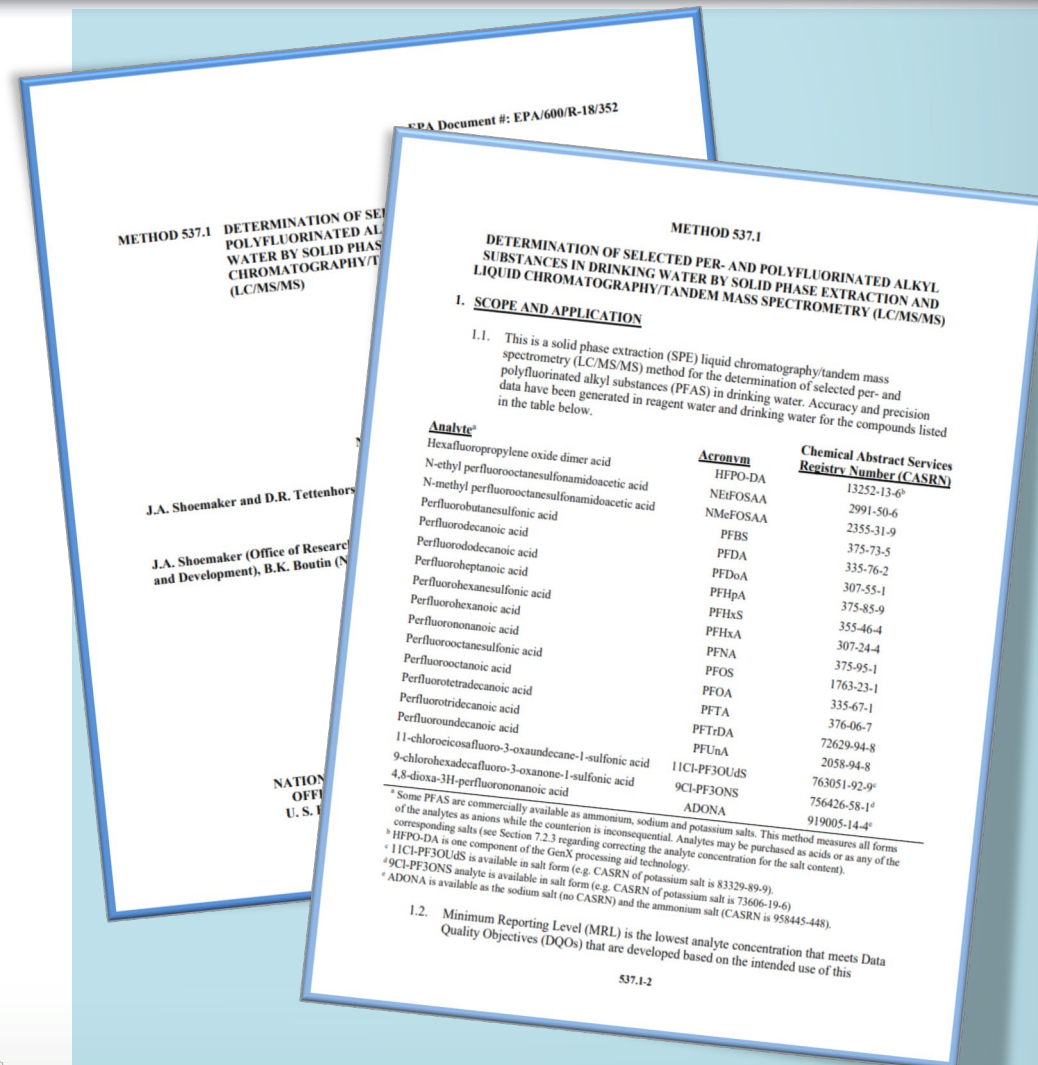 EPA Document #: EPA/600/R-18/352
METHOD 537.1 DETERMINATION OF
POLYFLUORINATED
WATER BY SOLID
CHROMATOGRAPHY/T
(LC/MS/MS)
J.A. Shoemaker and D.R. Tettenhors
J.A. Shoemaker (Office of Researc
and Development), B.K. Boutin (N
NATION
OFFI
U. S.
METHOD 537.1
DETERMINATION OF SELECTED PER- AND POLYFLUORINATED ALKYL
SUBSTANCES IN DRINKING WATER BY SOLID PHASE EXTRACTION AND
LIQUID CHROMATOGRAPHY/TANDEM MASS SPECTROMETRY (LC/MS/MS)
1. SCOPE AND APPLICATION
1.1. This is a solid phase extraction (SPE) liquid chromatography/tandem mass
spectrometry (LC/MS/MS) method for the determination of selected per- and
polyfluorinated alkyl substances (PFAS) in drinking water. Accuracy and precision
data have been generated in reagent water and drinking water for the compounds listed
in the table below.
Analyteᵃ Acronym Chemical Abstract Services
Registry Number (CASRN)
Hexafluoropropylene oxide dimer acid HFPO-DA 13252-13-6ᵇ
N-ethyl perfluorooctanesulfonamidoacetic acid NEtFOSAA 2991-50-6
N-methyl perfluorooctanesulfonamidoacetic acid NMeFOSAA 2355-31-9
Perfluorobutanesulfonic acid PFBS 375-73-5
Perfluorodecanoic acid PFDA 335-76-2
Perfluorododecanoic acid PFDoA 307-55-1
Perfluoroheptanoic acid PFHpA 375-85-9
Perfluorohexanesulfonic acid PFHxS 355-46-4
Perfluorohexanoic acid PFHxA 307-24-4
Perfluorononanoic acid PFNA 375-95-1
Perfluorooctanesulfonic acid PFOS 1763-23-1
Perfluorooctanoic acid PFOA 335-67-1
Perfluorotetradecanoic acid PFTA 376-06-7
Perfluorotridecanoic acid PFTrDA 72629-94-8
Perfluoroundecanoic acid PFUnA 2058-94-8
11-chloroeicosafluoro-3-oxaundecane-1-sulfonic acid 11Cl-PF3OUdS 763051-92-9ᶜ
9-chlorohexadecafluoro-3-oxanone-1-sulfonic acid 9Cl-PF3ONS 756426-58-1ᵈ
4,8-dioxa-3H-perfluorononanoic acid ADONA 919005-14-4ᵉ
ᵃ Some PFAS are commercially available as ammonium, sodium and potassium salts. This method measures all forms
of the analytes as anions while the counterion is inconsequential. Analytes may be purchased as acids or as any of the
corresponding salts (see Section 7.2.3 regarding correcting the analyte concentration for the salt content).
ᵇ HFPO-DA is one component of the GenX processing aid technology.
ᶜ 11Cl-PF3OUdS is available in salt form (e.g. CASRN of potassium salt is 83329-89-9).
ᵈ 9Cl-PF3ONS analyte is available in salt form (e.g. CASRN of potassium salt is 73606-19-6)
ᵉ ADONA is available as the sodium salt (no CASRN) and the ammonium salt (CASRN is 958445-448).
1.2. Minimum Reporting Level (MRL) is the lowest analyte concentration that meets Data
Quality Objectives (DQOs) that are developed based on the intended use of this
537.1-2